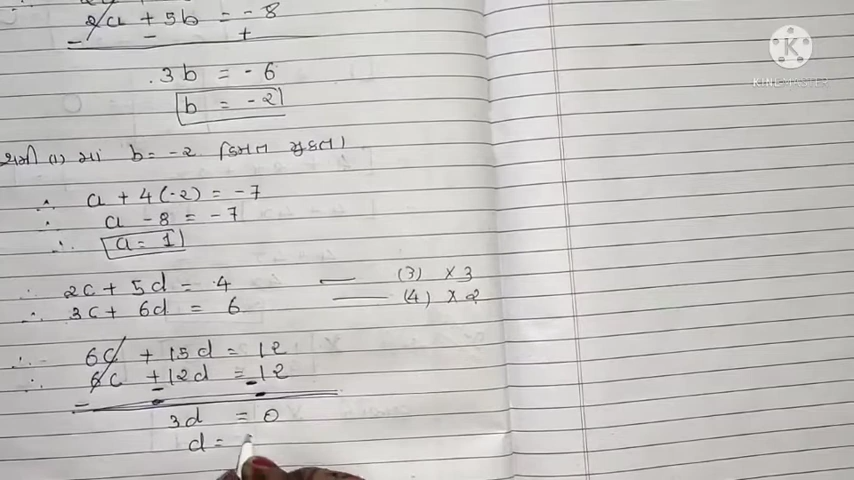 2a + 5b = -8
- - +
3b = -6
b = -2
(1) માં b = -2 કિંમત મુકતા
∴ a + 4(-2) = -7
∴ a - 8 = -7
∴ a = 1
∴ 2c + 5d = 4 — (3) × 3
∴ 3c + 6d = 6 — (4) × 2
∴ 6c + 15d = 12
∴ 6c + 12d = 12
- - -
3d = 0
d =
K
KINEMASTER